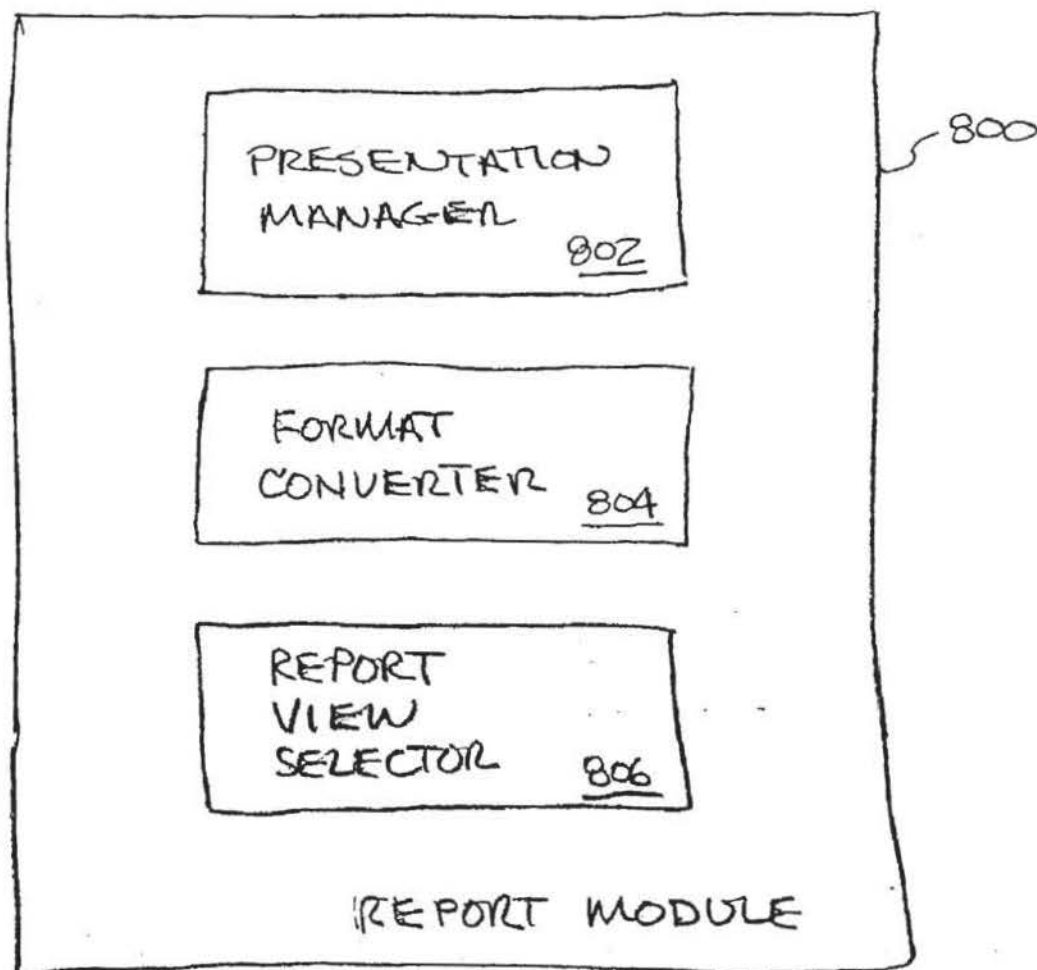 800
PRESENTATION
MANAGER
802
FORMAT
CONVERTER
804
REPORT
VIEW
SELECTOR
806
REPORT MODULE